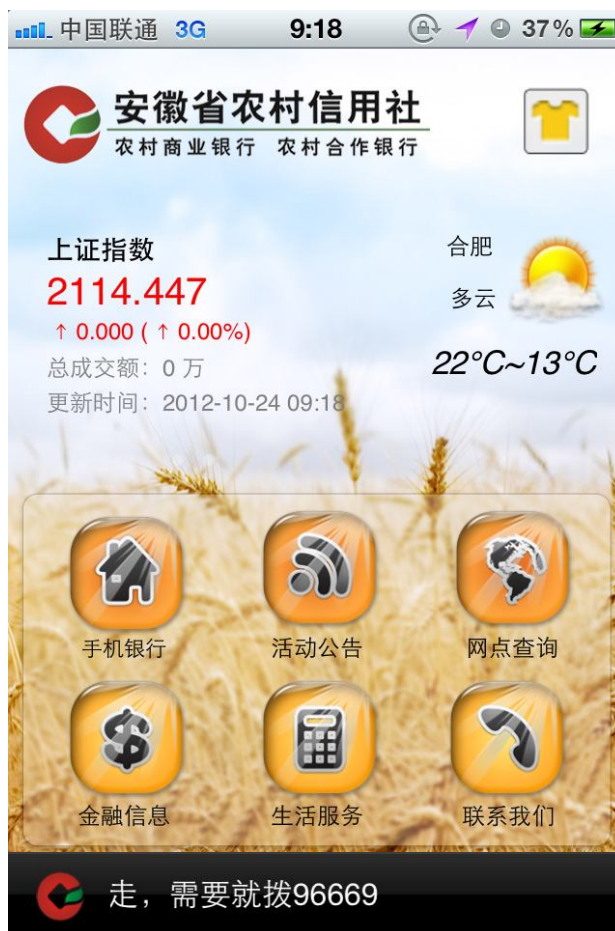 中国联通 3G 9:18 37%
安徽省农村信用社
农村商业银行 农村合作银行
上证指数
2114.447
↑ 0.000 ( ↑ 0.00%)
总成交额：0 万
更新时间：2012-10-24 09:18
合肥
多云
22°C~13°C
手机银行 活动公告 网点查询
金融信息 生活服务 联系我们
走，需要就拨96669